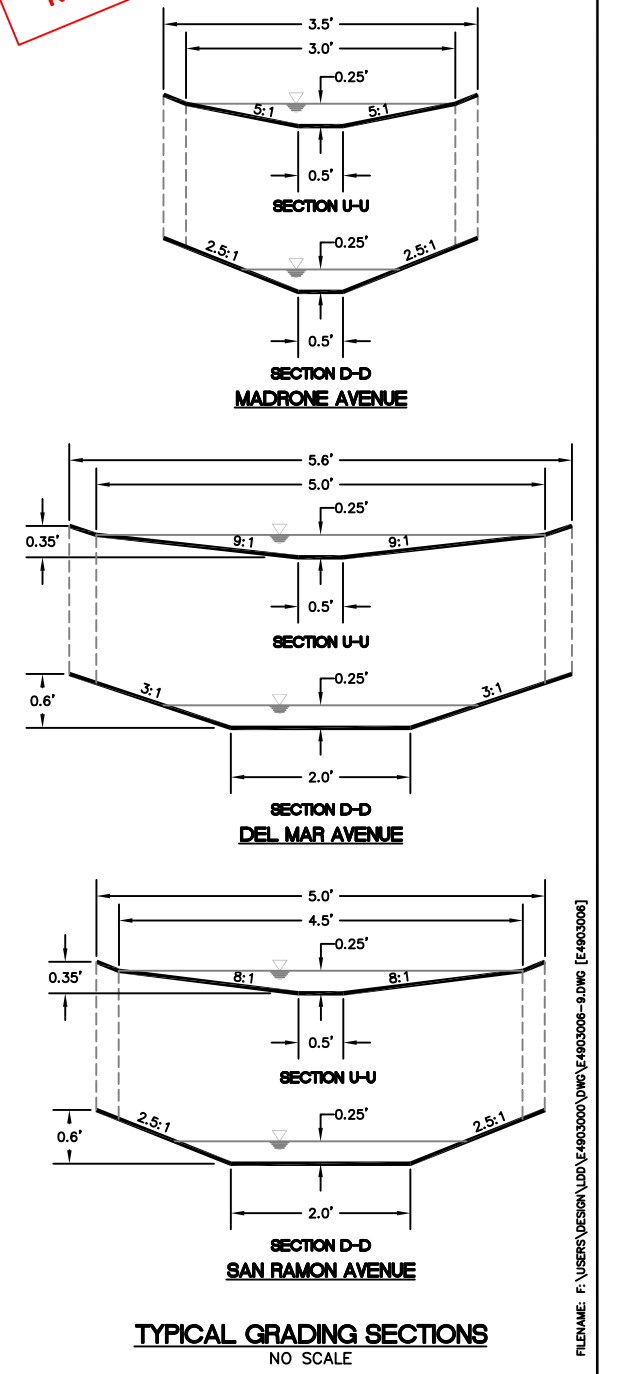 3.5'
3.0'
0.25'
5:1
5:1
0.5'
SECTION U-U
0.25'
2.5:1
2.5:1
0.5'
SECTION D-D
MADRONE AVENUE
5.6'
5.0'
0.25'
0.35'
9:1
9:1
0.5'
SECTION U-U
0.25'
0.6'
3:1
3:1
2.0'
SECTION D-D
DEL MAR AVENUE
5.0'
4.5'
0.25'
0.35'
8:1
8:1
0.5'
SECTION U-U
0.25'
0.6'
2.5:1
2.5:1
2.0'
SECTION D-D
SAN RAMON AVENUE
TYPICAL GRADING SECTIONS
NO SCALE
FILENAME: F:\USERS\DESIGN\LDD\E4903000\DWG\E4903006-9.DWG [E4903006]